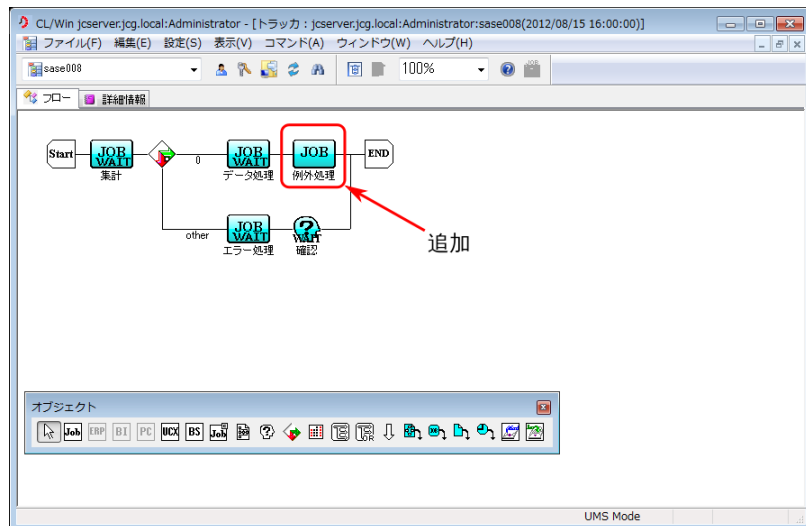 CL/Win jcserver.jcg.local:Administrator - [トラッカ : jcserver.jcg.local:Administrator:sase008(2012/08/15 16:00:00)]
ファイル(F) 編集(E) 設定(S) 表示(V) コマンド(A) ウィンドウ(W) ヘルプ(H)
sase008 100%
フロー 詳細情報
Start JOB WAIT 0 JOB WAIT JOB END
集計 データ処理 例外処理
other JOB WAIT ? WAIT
エラー処理 確認
追加
オブジェクト
Job ERP BI PC UCX BS Job OR
UMS Mode